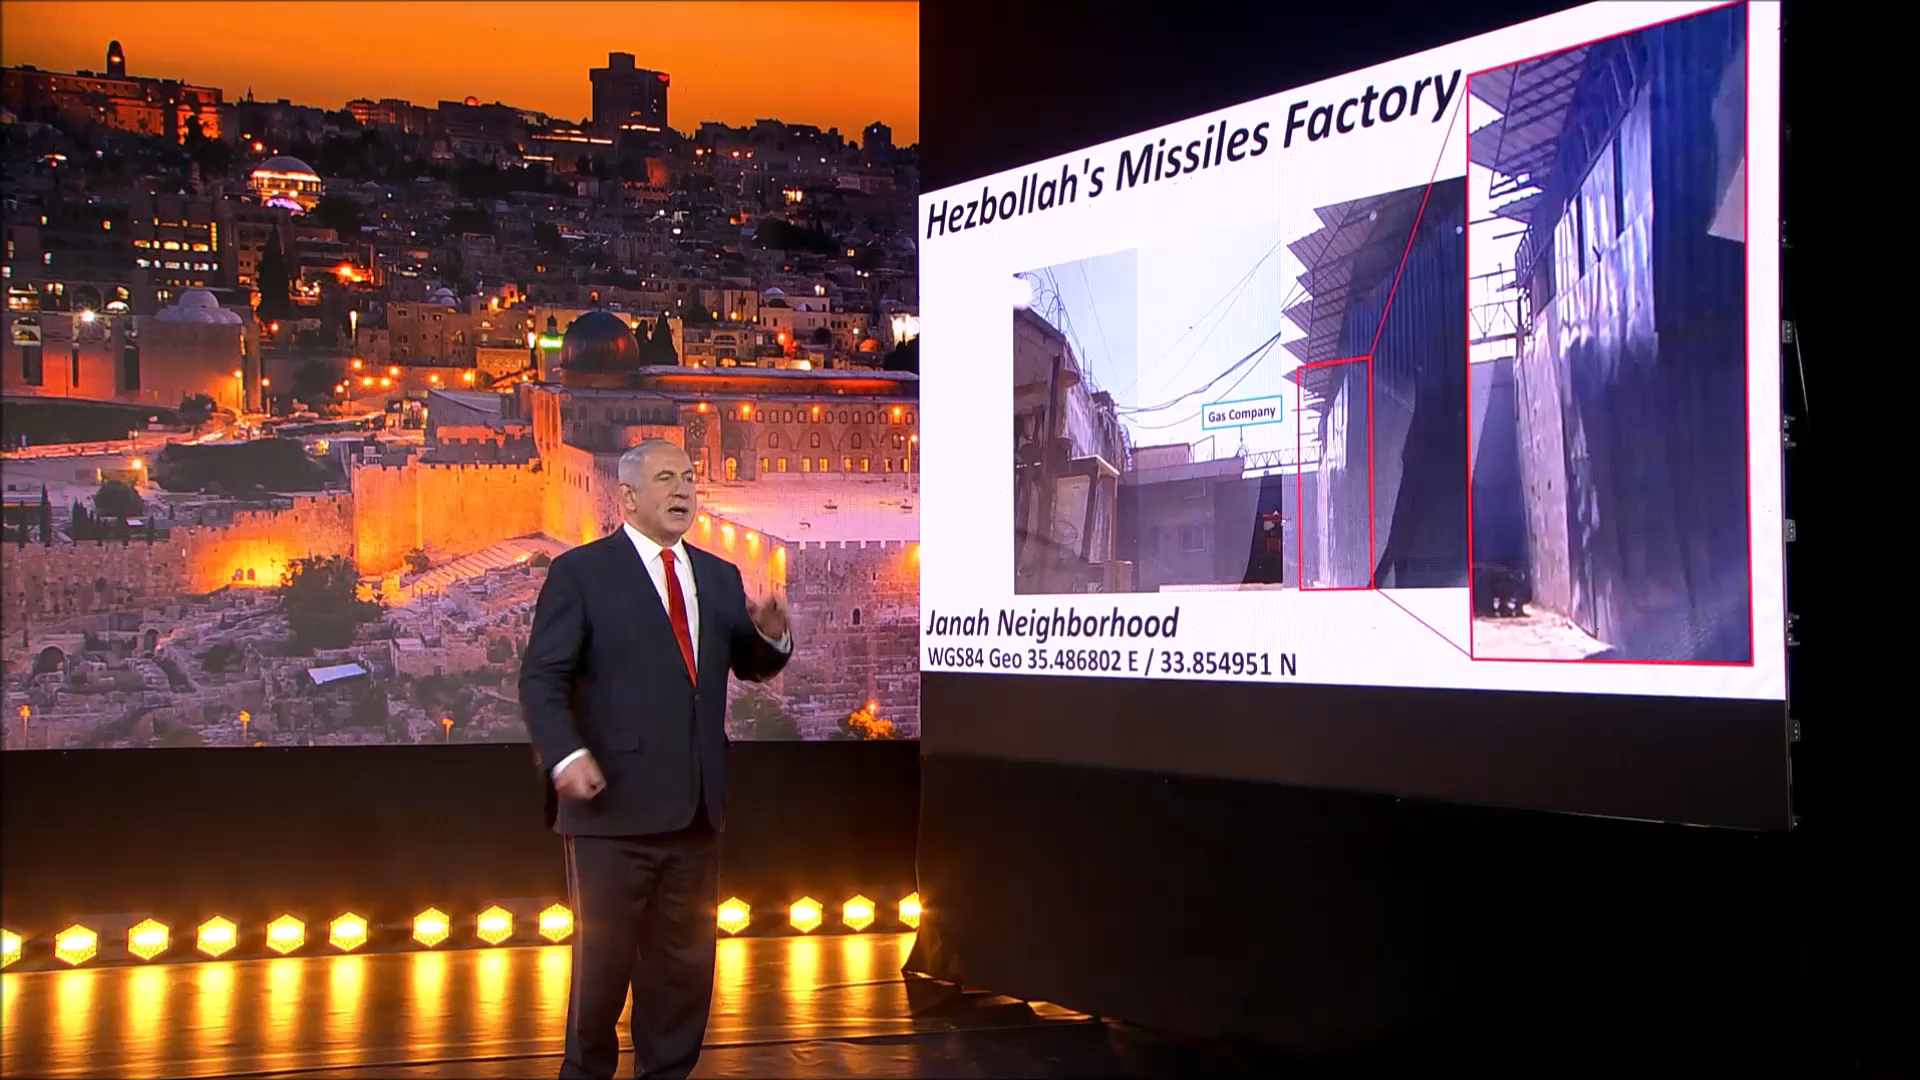 Hezbollah's Missiles Factory
Gas Company
Janah Neighborhood
WGS84 Geo 35.486802 E / 33.854951 N